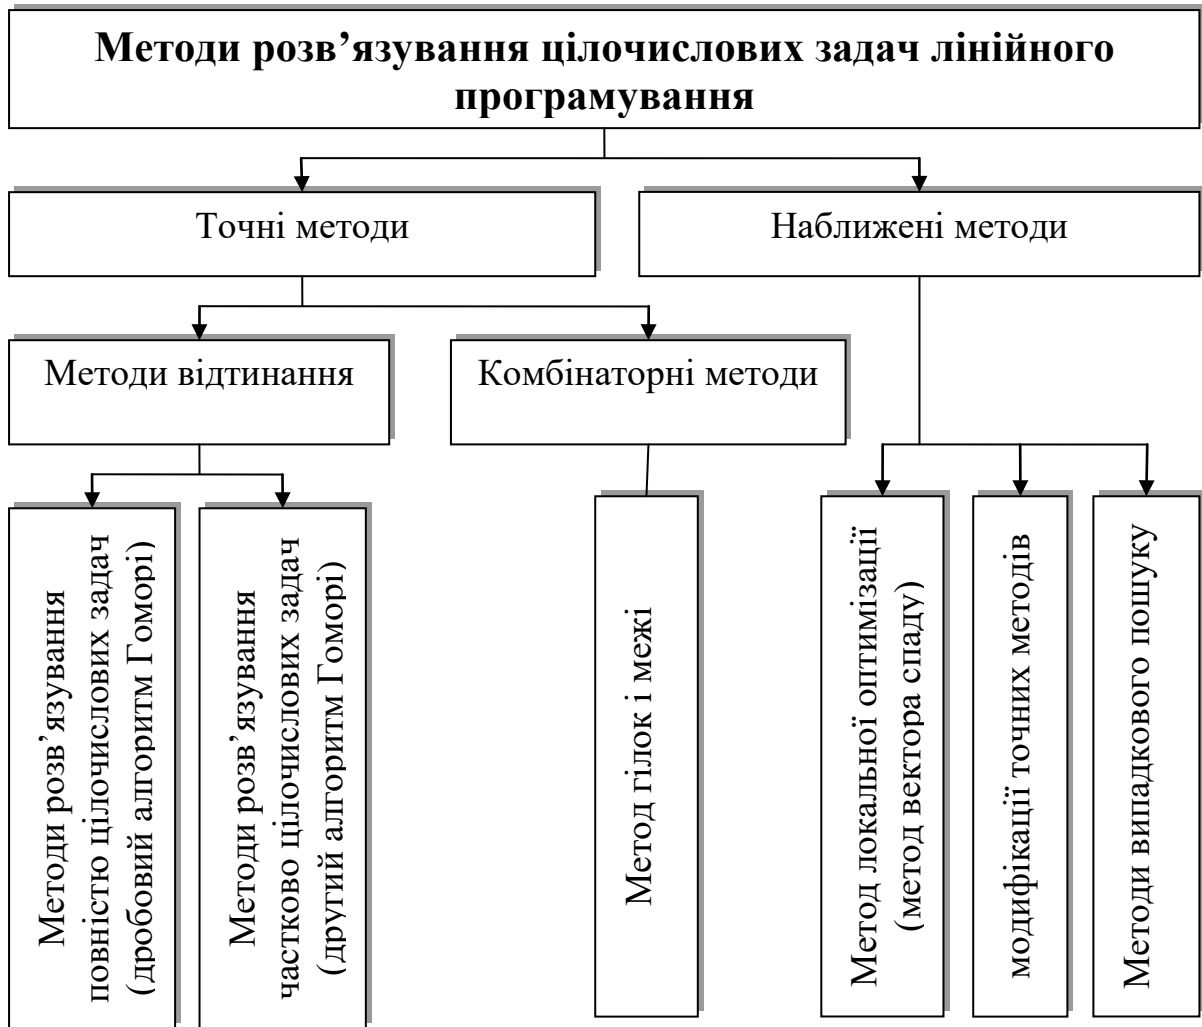 Методи розв’язування цілочислових задач лінійного
програмування
Точні методи
Наближені методи
Методи відтинання
Комбінаторні методи
Методи розв’язування
повністю цілочислових задач
(дробовий алгоритм Гоморі)
Методи розв’язування
частково цілочислових задач
(другий алгоритм Гоморі)
Метод гілок і межі
Метод локальної оптимізації
(метод вектора спаду)
модифікації точних методів
Методи випадкового пошуку